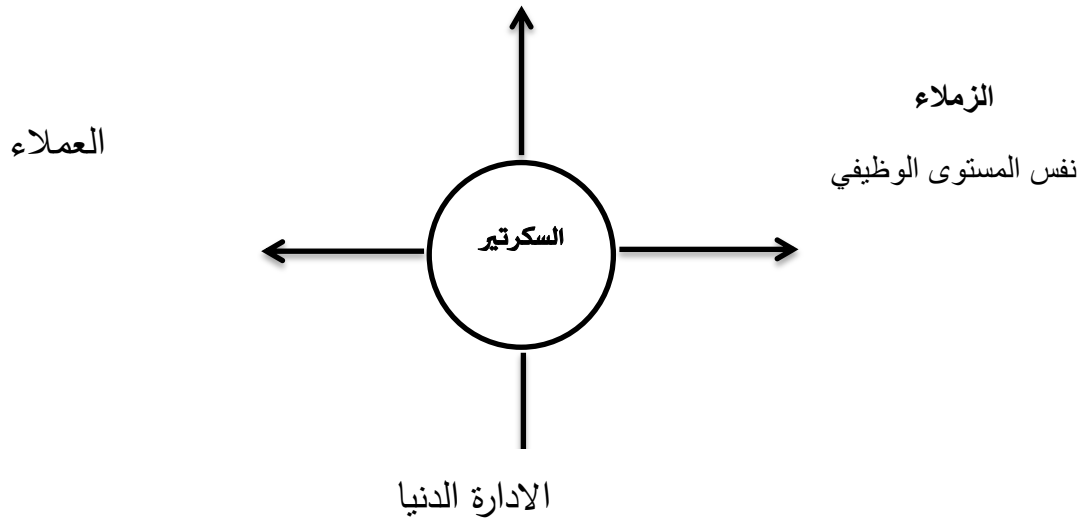 الزملاء
نفس المستوى الوظيفي
العملاء
السكرتير
الادارة الدنيا